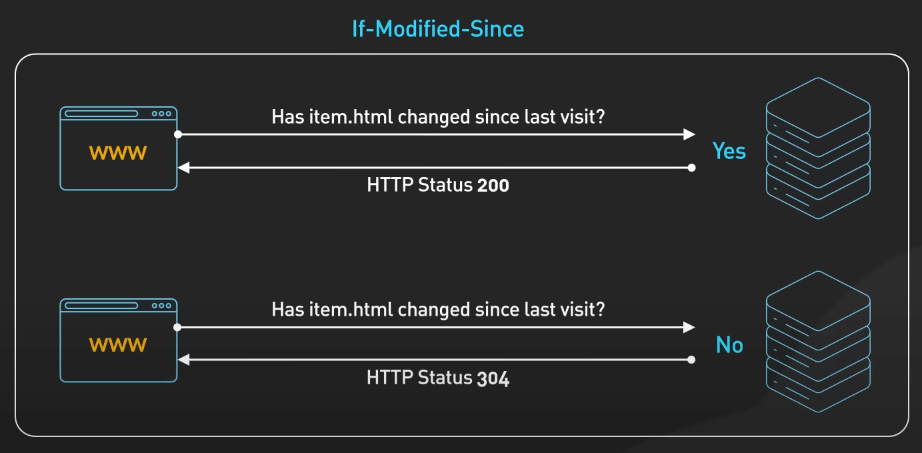 If-Modified-Since
Has item.html changed since last visit?
WWW
Yes
HTTP Status 200
Has item.html changed since last visit?
WWW
No
HTTP Status 304